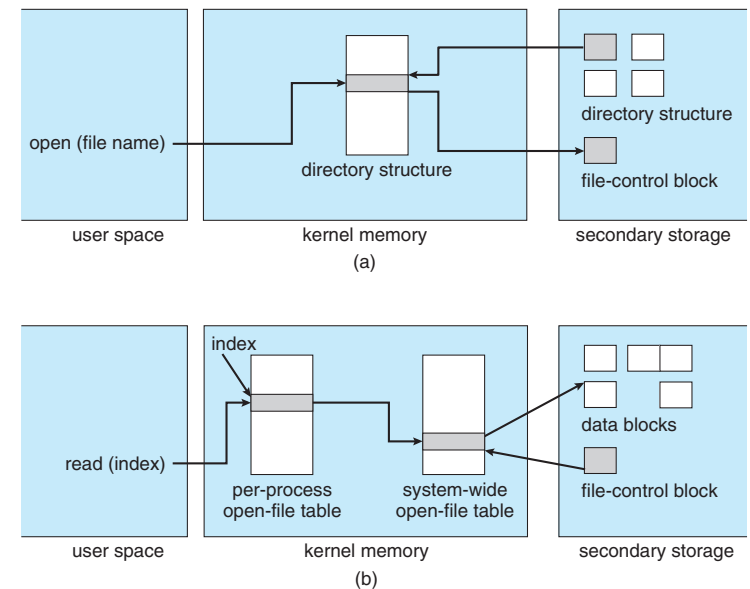 open (file name)
directory structure
directory structure
file-control block
user space
kernel memory
secondary storage
(a)
index
read (index)
per-process
open-file table
system-wide
open-file table
data blocks
file-control block
user space
kernel memory
secondary storage
(b)